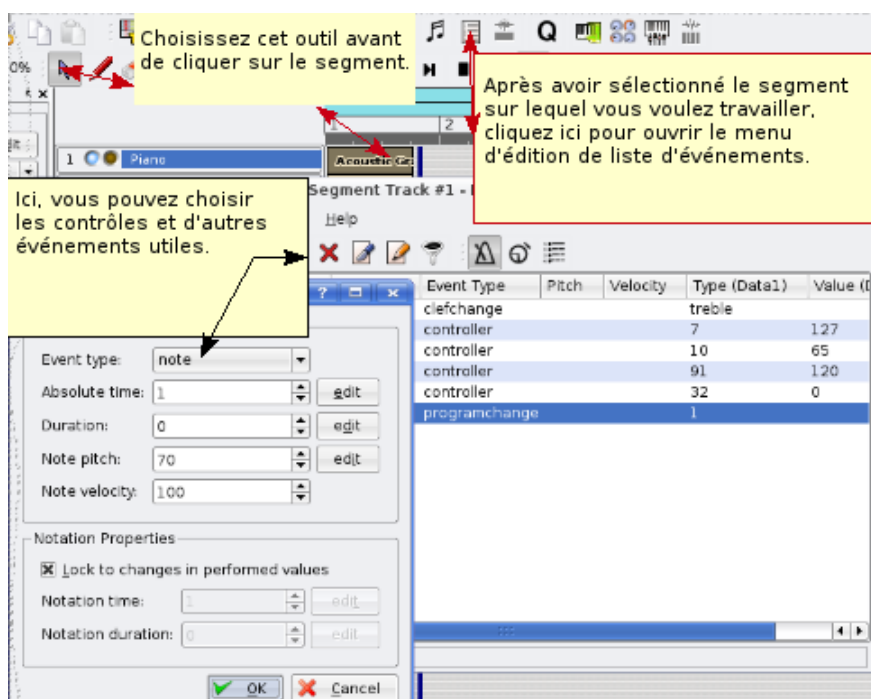 Choisissez cet outil avant
de cliquer sur le segment.
Q
0%
Après avoir sélectionné le segment
sur lequel vous voulez travailler,
cliquez ici pour ouvrir le menu
d'édition de liste d'événements.
2
1 Piano
Acoustic Gr
Ici, vous pouvez choisir
les contrôles et d'autres
événements utiles.
Segment Track #1 -
Help
Event Type Pitch Velocity Type (Data1) Value (D
clefchange treble
controller 7 127
controller 10 65
controller 91 120
controller 32 0
programchange 1
Event type: note
Absolute time: 1 edit
Duration: 0 edit
Note pitch: 70 edit
Note velocity: 100
Notation Properties
Lock to changes in performed values
Notation time: 1 edit
Notation duration: 0 edit
OK Cancel